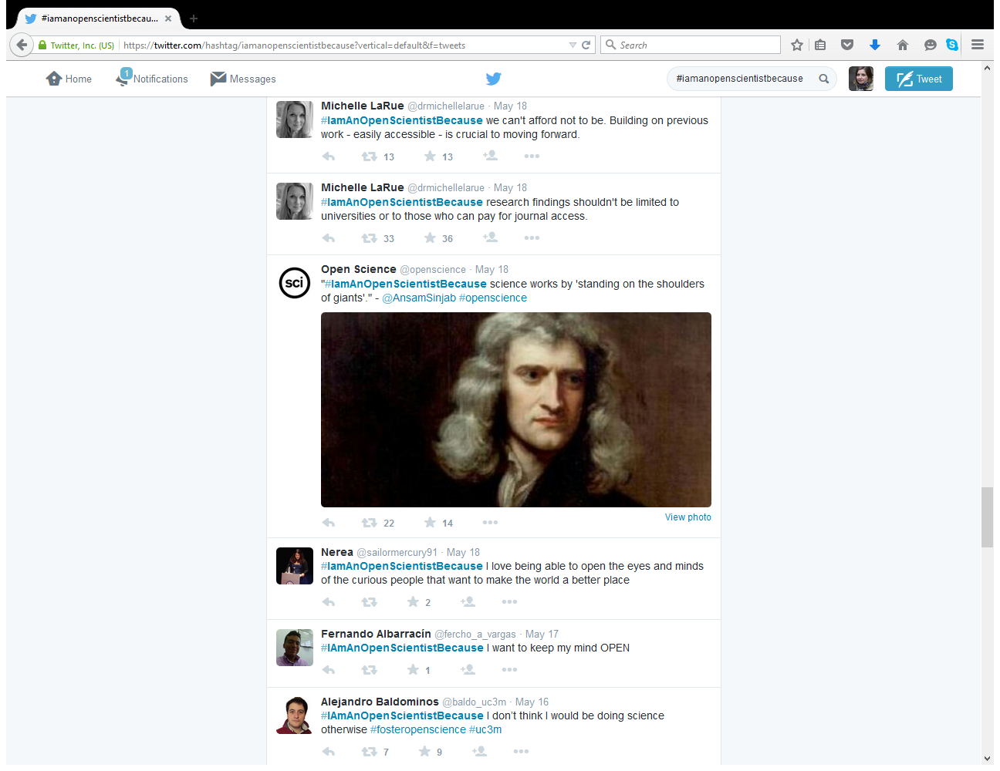 #iamanopenscientistbecau...
Twitter, Inc. (US) https://twitter.com/hashtag/iamanopenscientistbecause?vertical=default&f=tweets Search
Home 1 Notifications Messages #iamanopenscientistbecause Tweet
Michelle LaRue @drmichellelarue · May 18
#IamAnOpenScientistBecause we can't afford not to be. Building on previous
work - easily accessible - is crucial to moving forward.
13 13
Michelle LaRue @drmichellelarue · May 18
#IamAnOpenScientistBecause research findings shouldn't be limited to
universities or to those who can pay for journal access.
33 36
sci
Open Science @openscience · May 18
"#IamAnOpenScientistBecause science works by 'standing on the shoulders
of giants'." - @AnsamSinjab #openscience
View photo
22 14
Nerea @sailormercury91 · May 18
#IamAnOpenScientistBecause I love being able to open the eyes and minds
of the curious people that want to make the world a better place
2
Fernando Albarracín @fercho_a_vargas · May 17
#IAmAnOpenScientistBecause I want to keep my mind OPEN
1
Alejandro Baldominos @baldo_uc3m · May 16
#IAmAnOpenScientistBecause I don't think I would be doing science
otherwise #fosteropenscience #uc3m
7 9